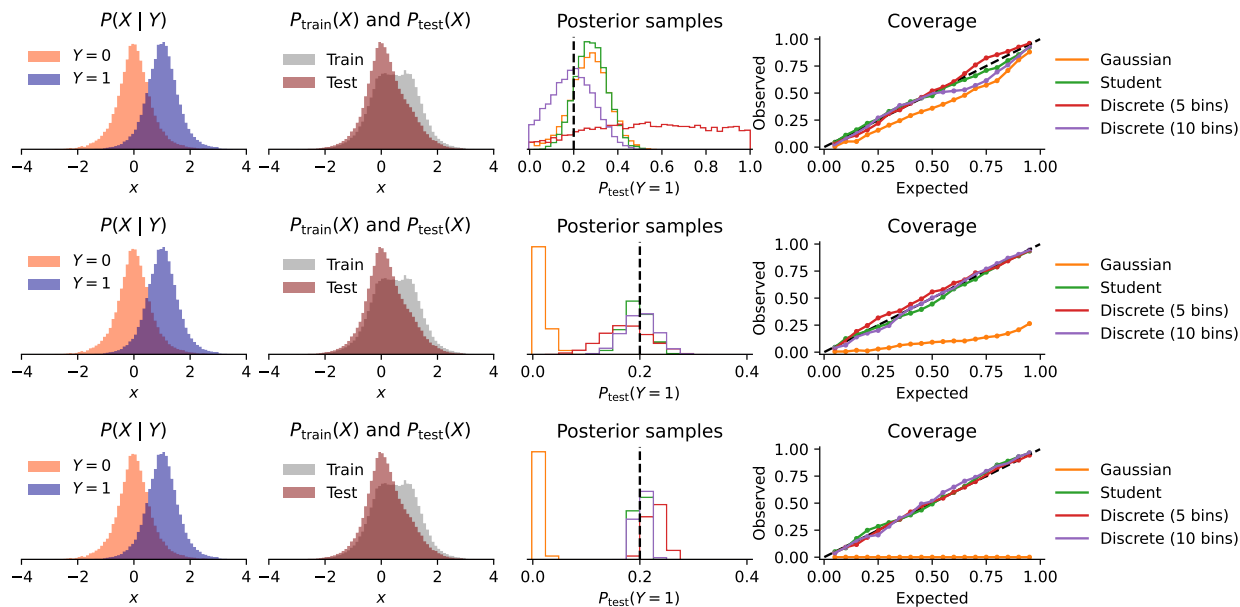 P(X | Y)
Y = 0
Y = 1
−4 −2 0 2 4
x
P_train(X) and P_test(X)
Train
Test
−4 −2 0 2 4
x
Posterior samples
0.0 0.2 0.4 0.6 0.8 1.0
P_test(Y = 1)
Coverage
Observed
1.00
0.75
0.50
0.25
0.00
0.00 0.25 0.50 0.75 1.00
Expected
Gaussian
Student
Discrete (5 bins)
Discrete (10 bins)
P(X | Y)
Y = 0
Y = 1
−4 −2 0 2 4
x
P_train(X) and P_test(X)
Train
Test
−4 −2 0 2 4
x
Posterior samples
0.0 0.2 0.4
P_test(Y = 1)
Coverage
Observed
1.00
0.75
0.50
0.25
0.00
0.00 0.25 0.50 0.75 1.00
Expected
Gaussian
Student
Discrete (5 bins)
Discrete (10 bins)
P(X | Y)
Y = 0
Y = 1
−4 −2 0 2 4
x
P_train(X) and P_test(X)
Train
Test
−4 −2 0 2 4
x
Posterior samples
0.0 0.2 0.4
P_test(Y = 1)
Coverage
Observed
1.00
0.75
0.50
0.25
0.00
0.00 0.25 0.50 0.75 1.00
Expected
Gaussian
Student
Discrete (5 bins)
Discrete (10 bins)